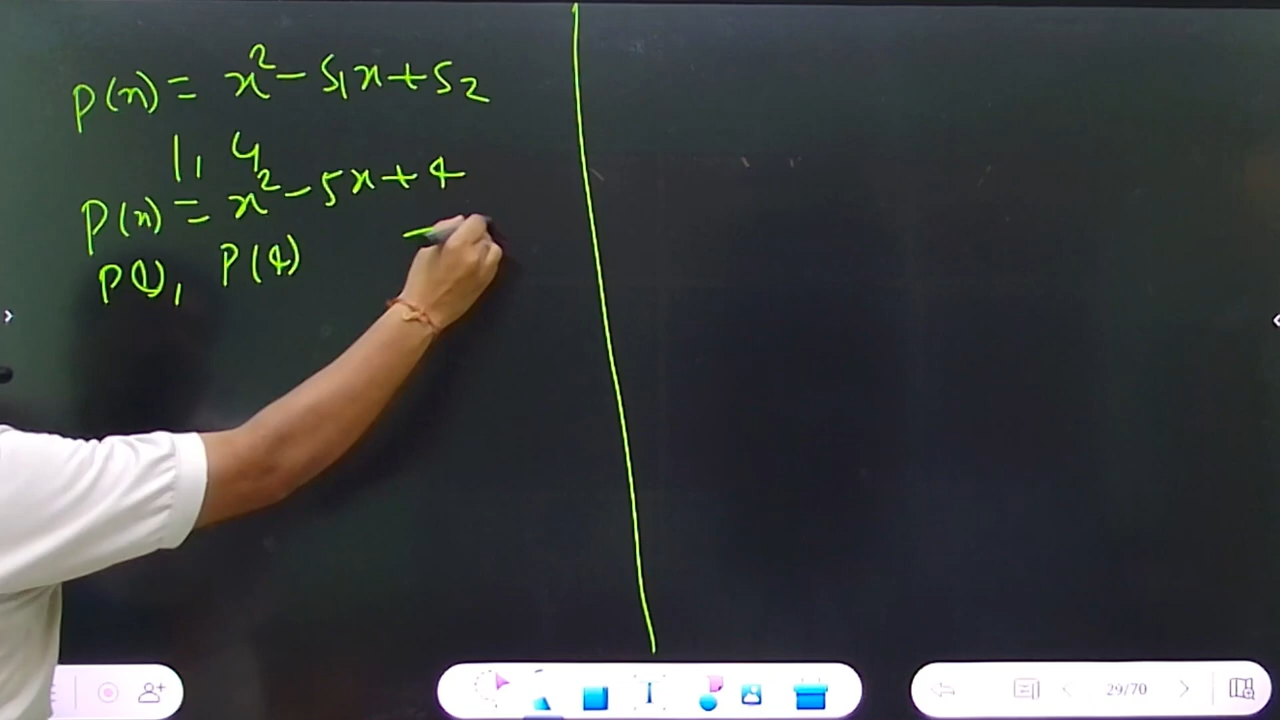 P(x) = x² - S₁x + S₂
1, 4
P(x) = x² - 5x + 4
P(1), P(4)
29/70